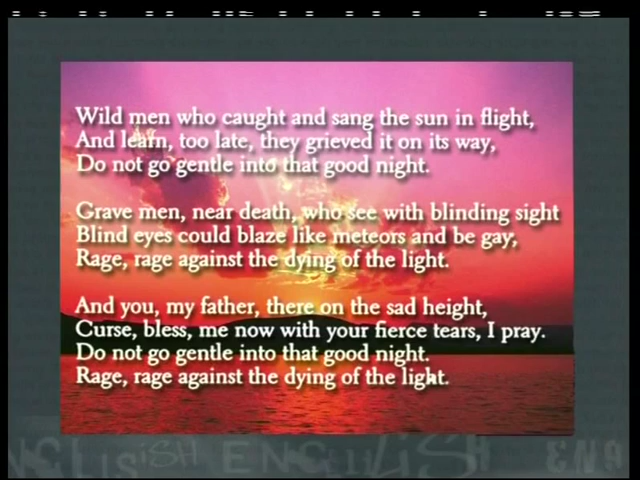 Wild men who caught and sang the sun in flight,
And learn, too late, they grieved it on its way,
Do not go gentle into that good night.
Grave men, near death, who see with blinding sight
Blind eyes could blaze like meteors and be gay,
Rage, rage against the dying of the light.
And you, my father, there on the sad height,
Curse, bless, me now with your fierce tears, I pray.
Do not go gentle into that good night.
Rage, rage against the dying of the light.